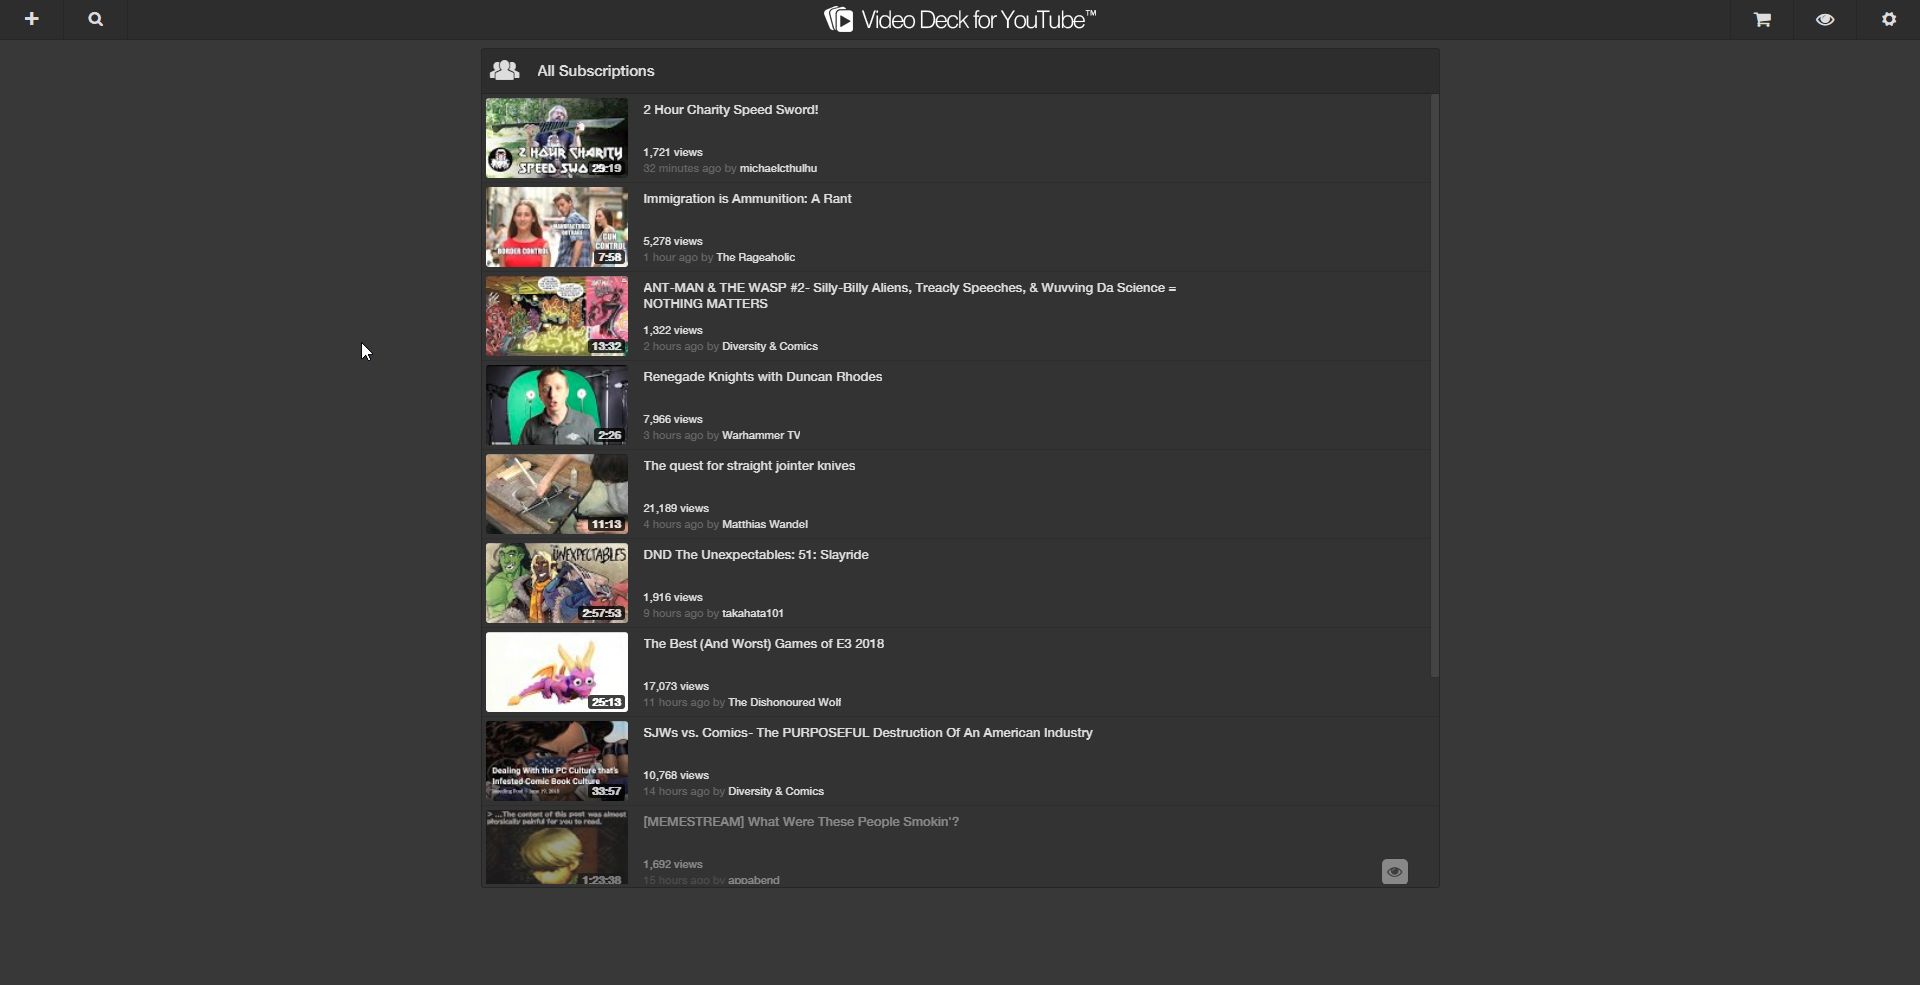 Video Deck for YouTube™
All Subscriptions
2 HOUR CHARITY
SPEED SWO
29:19
2 Hour Charity Speed Sword!
1,721 views
32 minutes ago by michaelcthulhu
MANUFACTURED
OUTRAGE
BORDER CONTROL
GUN
CONTROL
7:58
Immigration is Ammunition: A Rant
5,278 views
1 hour ago by The Rageaholic
13:32
ANT-MAN & THE WASP #2- Silly-Billy Aliens, Treacly Speeches, & Wuvving Da Science =
NOTHING MATTERS
1,322 views
2 hours ago by Diversity & Comics
2:26
Renegade Knights with Duncan Rhodes
7,966 views
3 hours ago by Warhammer TV
11:13
The quest for straight jointer knives
21,189 views
4 hours ago by Matthias Wandel
UNEXPECTABLES
2:57:53
DND The Unexpectables: 51: Slayride
1,916 views
9 hours ago by takahata101
25:13
The Best (And Worst) Games of E3 2018
17,073 views
11 hours ago by The Dishonoured Wolf
Dealing With the PC Culture that's
Infested Comic Book Culture
33:57
SJWs vs. Comics- The PURPOSEFUL Destruction Of An American Industry
10,768 views
14 hours ago by Diversity & Comics
> ...The content of this post was almost
physically painful for you to read.
1:23:38
[MEMESTREAM] What Were These People Smokin'?
1,692 views
15 hours ago by appabend